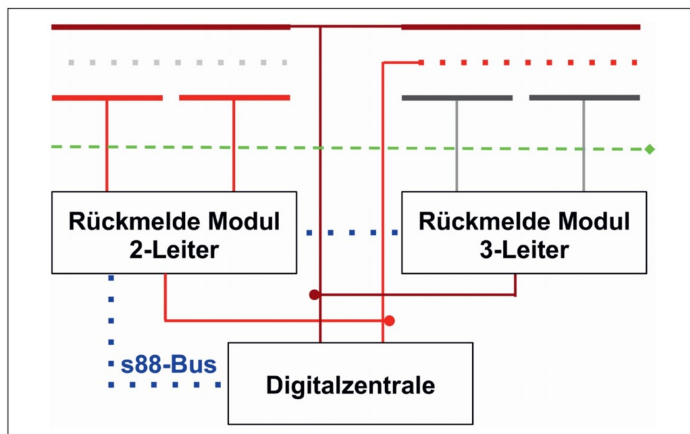 Rückmelde Modul
2-Leiter
Rückmelde Modul
3-Leiter
s88-Bus
Digitalzentrale